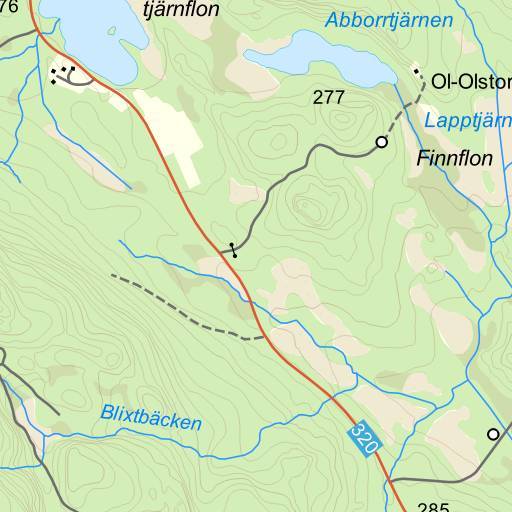 76
tjärnflon
Abborrtjärnen
277
Ol-Olstor
Lapptjärn
Finnflon
Blixtbäcken
320
285